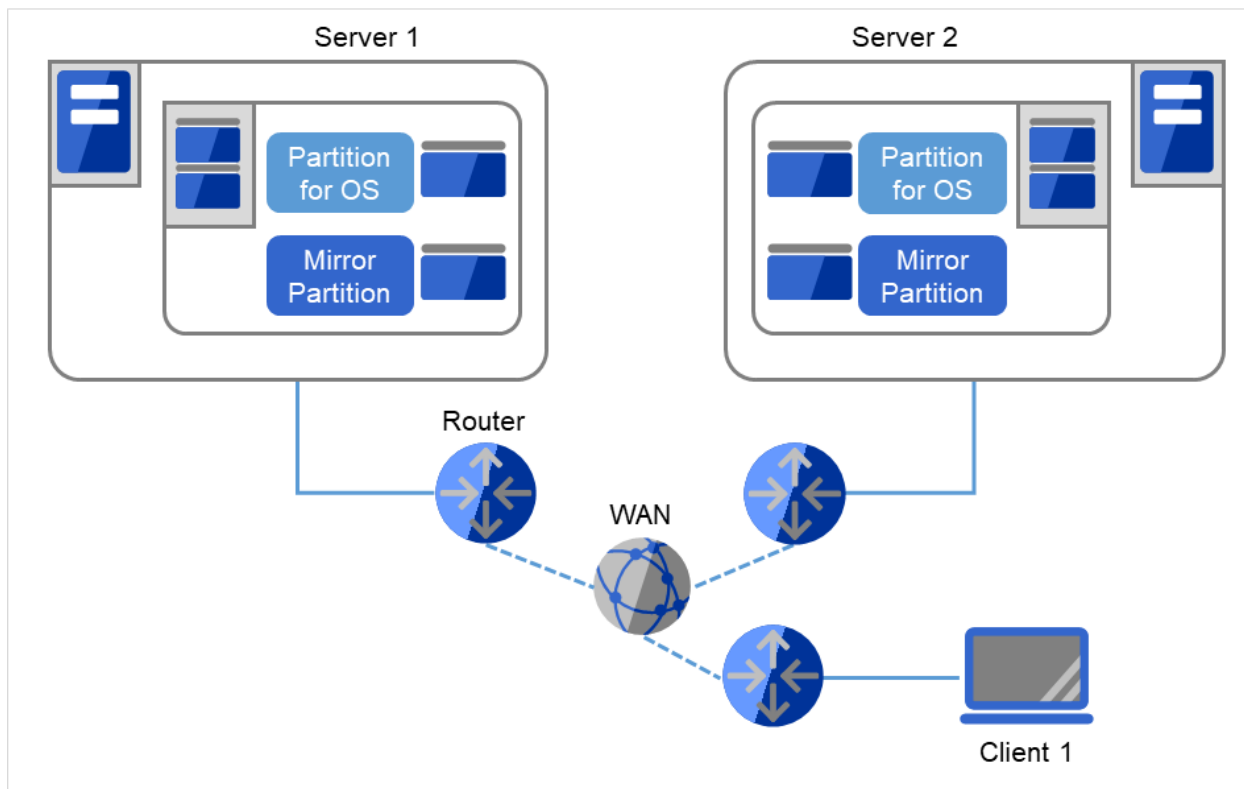 Server 1
Server 2
Partition
for OS
Mirror
Partition
Partition
for OS
Mirror
Partition
Router
WAN
Client 1